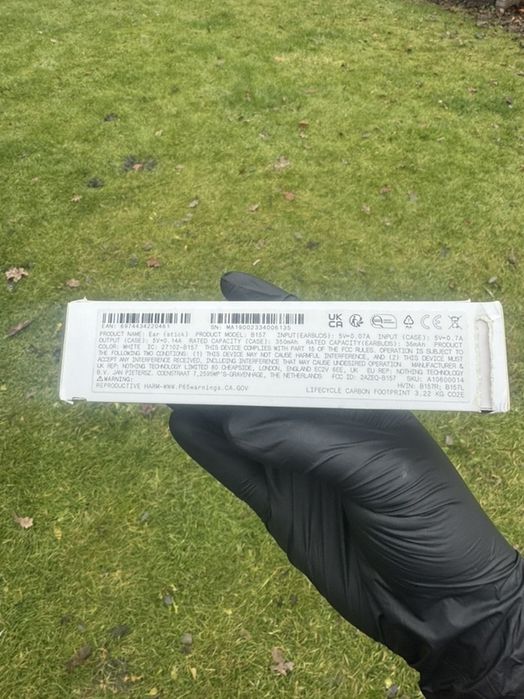 EAN: 6974434220461 SN: MA19002334006135 UK CA CE
PRODUCT NAME: Ear (stick) PRODUCT MODEL: B157 INPUT(EARBUDS): 5V⎓0.07A INPUT (CASE): 5V⎓0.7A
OUTPUT (CASE): 5V⎓0.14A RATED CAPACITY (CASE): 350mAh RATED CAPACITY(EARBUDS): 36mAh PRODUCT
COLOR: WHITE IC: 27102-B157 THIS DEVICE COMPLIES WITH PART 15 OF THE FCC RULES. OPERATION IS SUBJECT TO
THE FOLLOWING TWO CONDITIONS: (1) THIS DEVICE MAY NOT CAUSE HARMFUL INTERFERENCE, AND (2) THIS DEVICE MUST
ACCEPT ANY INTERFERENCE RECEIVED, INCLUDING INTERFERENCE THAT MAY CAUSE UNDESIRED OPERATION MANUFACTURER &
UK REP: NOTHING TECHNOLOGY LIMITED 80 CHEAPSIDE, LONDON, ENGLAND EC2V 6EE, UK EU REP: NOTHING TECHNOLOGY
B.V. JAN PIETERSZ. COENSTRAAT 7,2595WP'S-GRAVENHAGE, THE NETHERLANDS FCC ID: 2AZEQ-B157 SKU: A10600014
⚠WARNING: HVIN: B157R, B157L
REPRODUCTIVE HARM-WWW.P65warnings.CA.GOV LIFECYCLE CARBON FOOTPRINT 3.22 KG CO2E